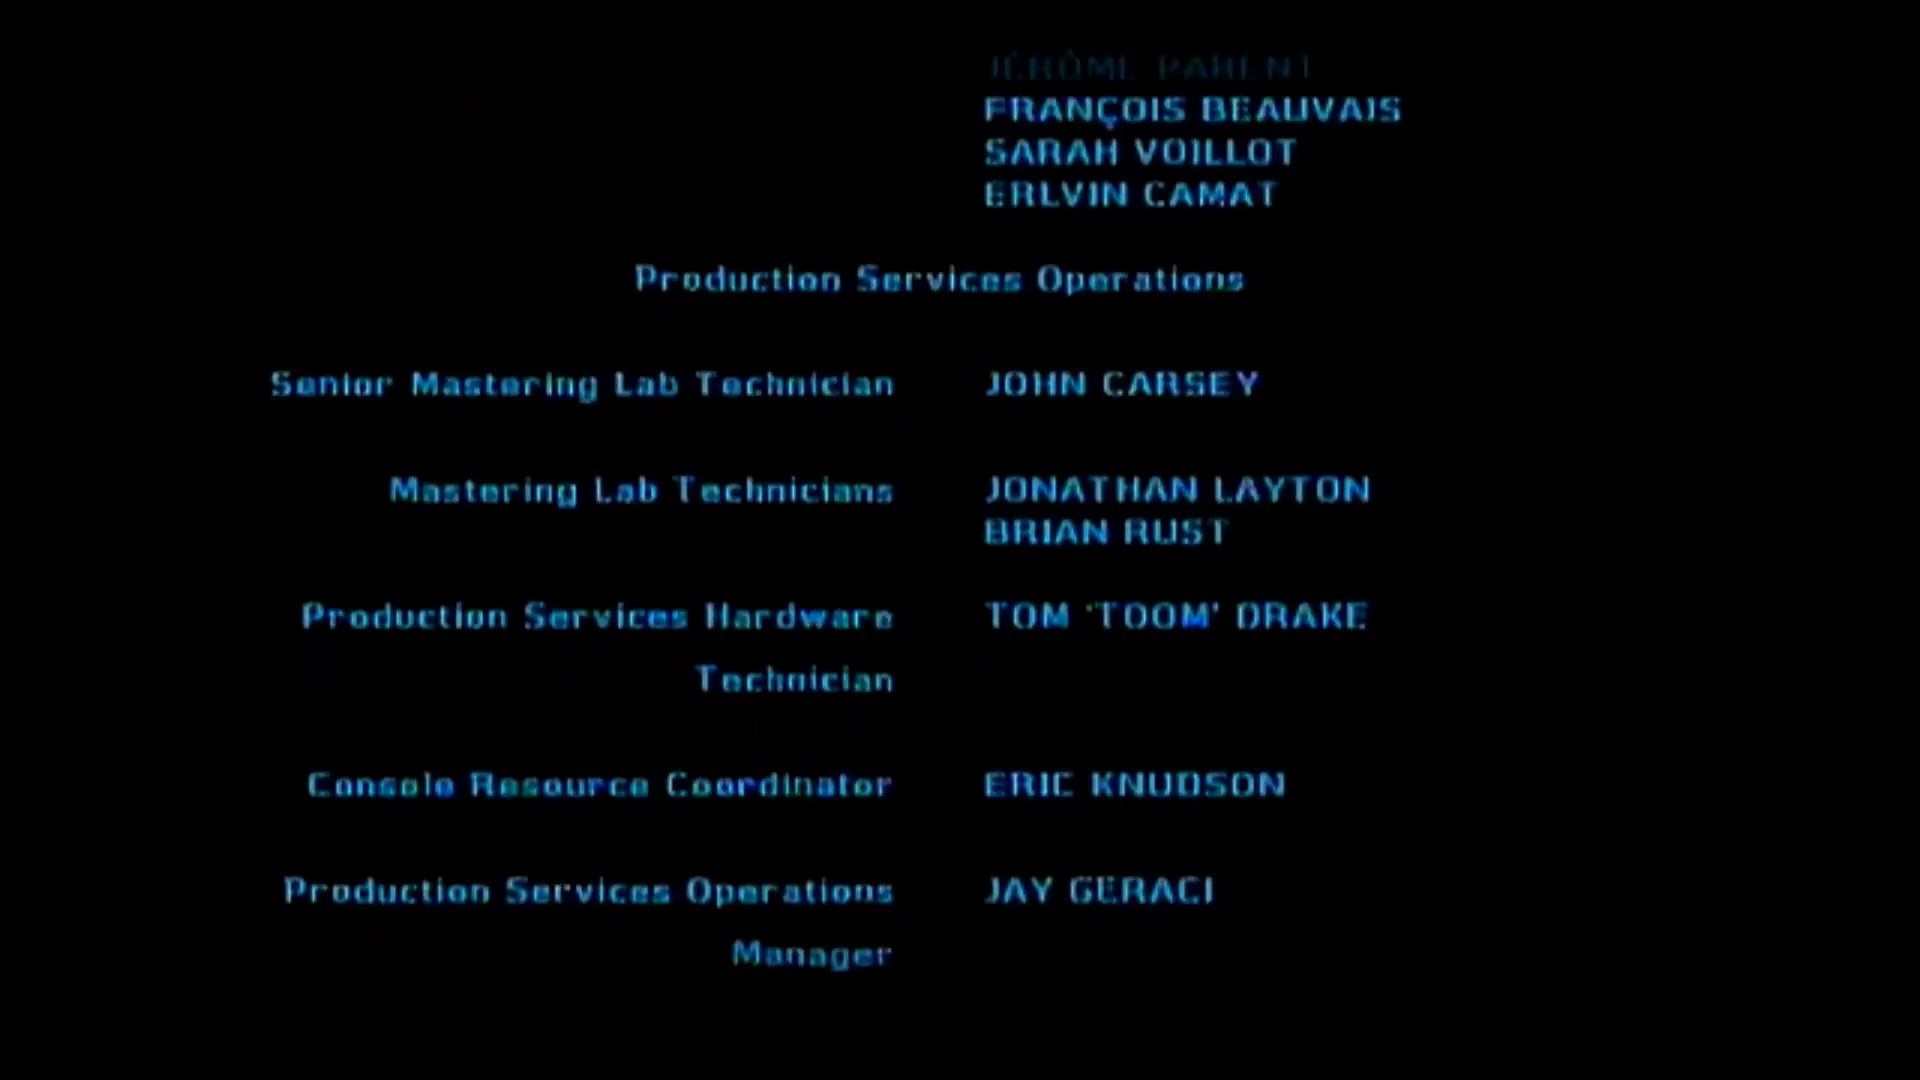 JÉRÔME PARENT
FRANÇOIS BEAUVAIS
SARAH VOILLOT
ERLVIN CAMAT
Production Services Operations
Senior Mastering Lab Technician JOHN CARSEY
Mastering Lab Technicians JONATHAN LAYTON
BRIAN RUST
Production Services Hardware TOM 'TOOM' DRAKE
Technician
Console Resource Coordinator ERIC KNUDSON
Production Services Operations JAY GERACI
Manager